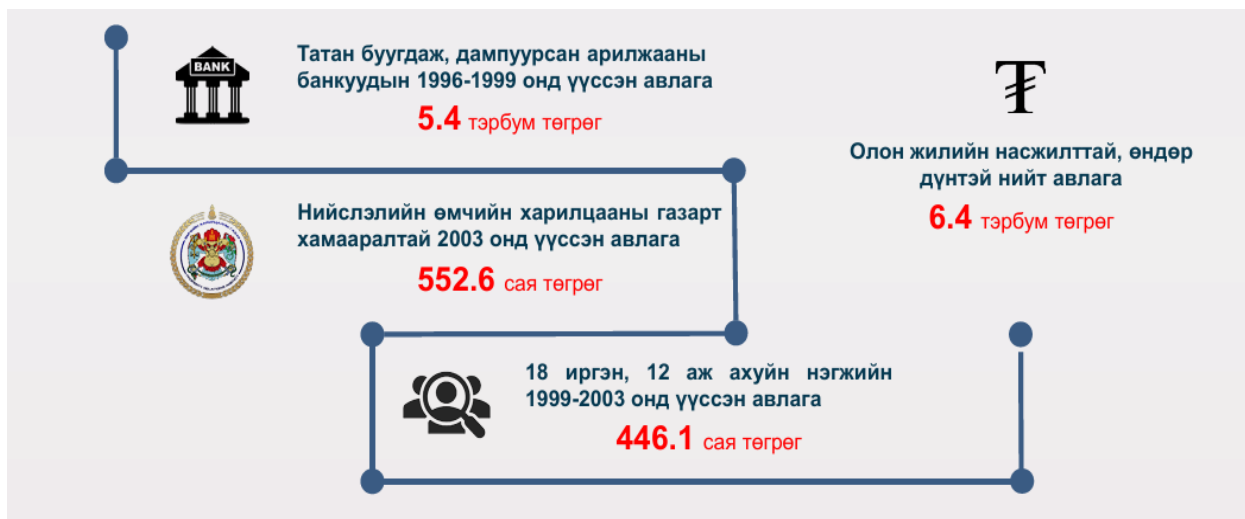 BANK
Татан буугдаж, дампуурсан арилжааны
банкуудын 1996-1999 онд үүссэн авлага
5.4 тэрбум төгрөг
Нийслэлийн өмчийн харилцааны газарт
хамааралтай 2003 онд үүссэн авлага
552.6 сая төгрөг
18 иргэн, 12 аж ахуйн нэгжийн
1999-2003 онд үүссэн авлага
446.1 сая төгрөг
₮
Олон жилийн насжилттай, өндөр
дүнтэй нийт авлага
6.4 тэрбум төгрөг